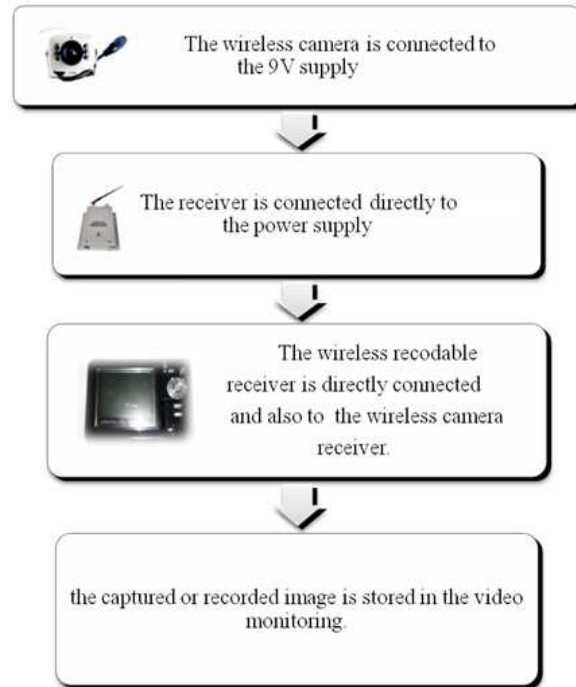 The wireless camera is connected to
the 9V supply
The receiver is connected directly to
the power supply
The wireless recodable
receiver is directly connected
and also to the wireless camera
receiver.
the captured or recorded image is stored in the video
monitoring.